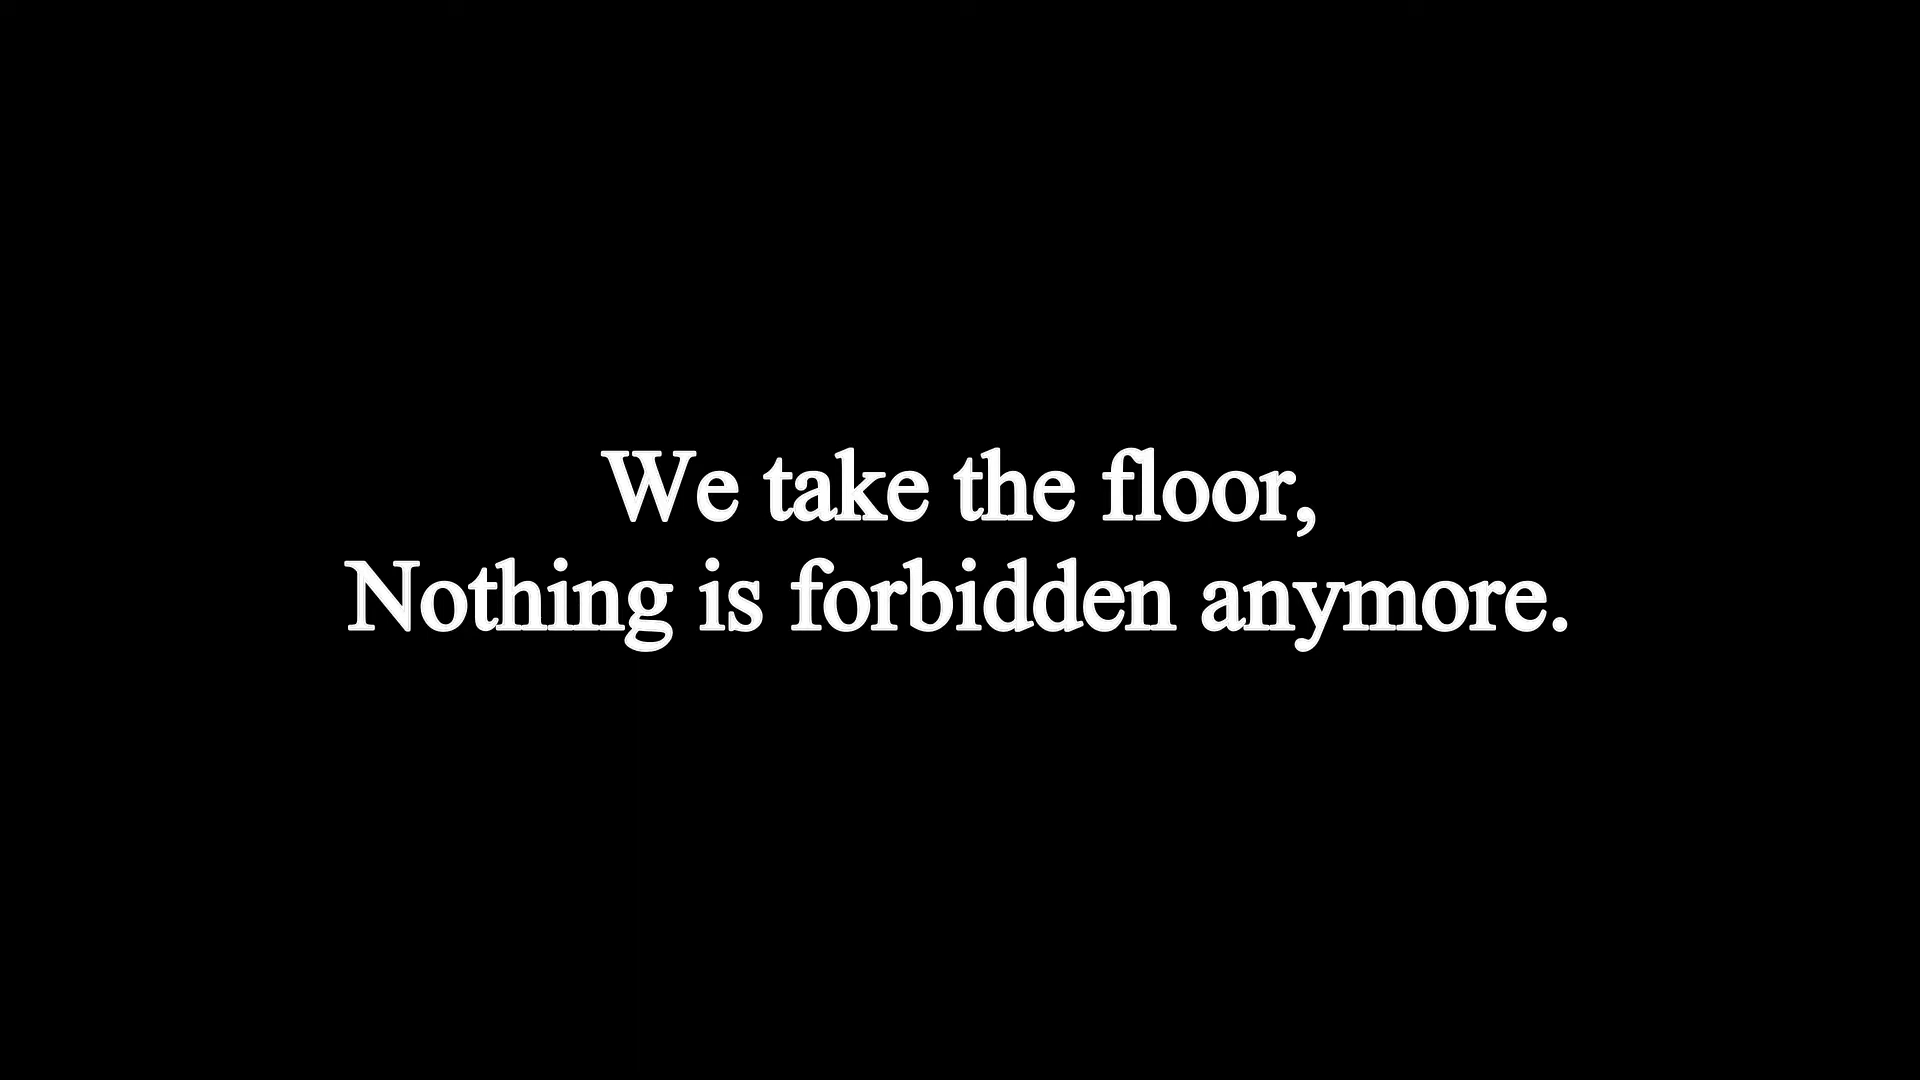 We take the floor,
Nothing is forbidden anymore.